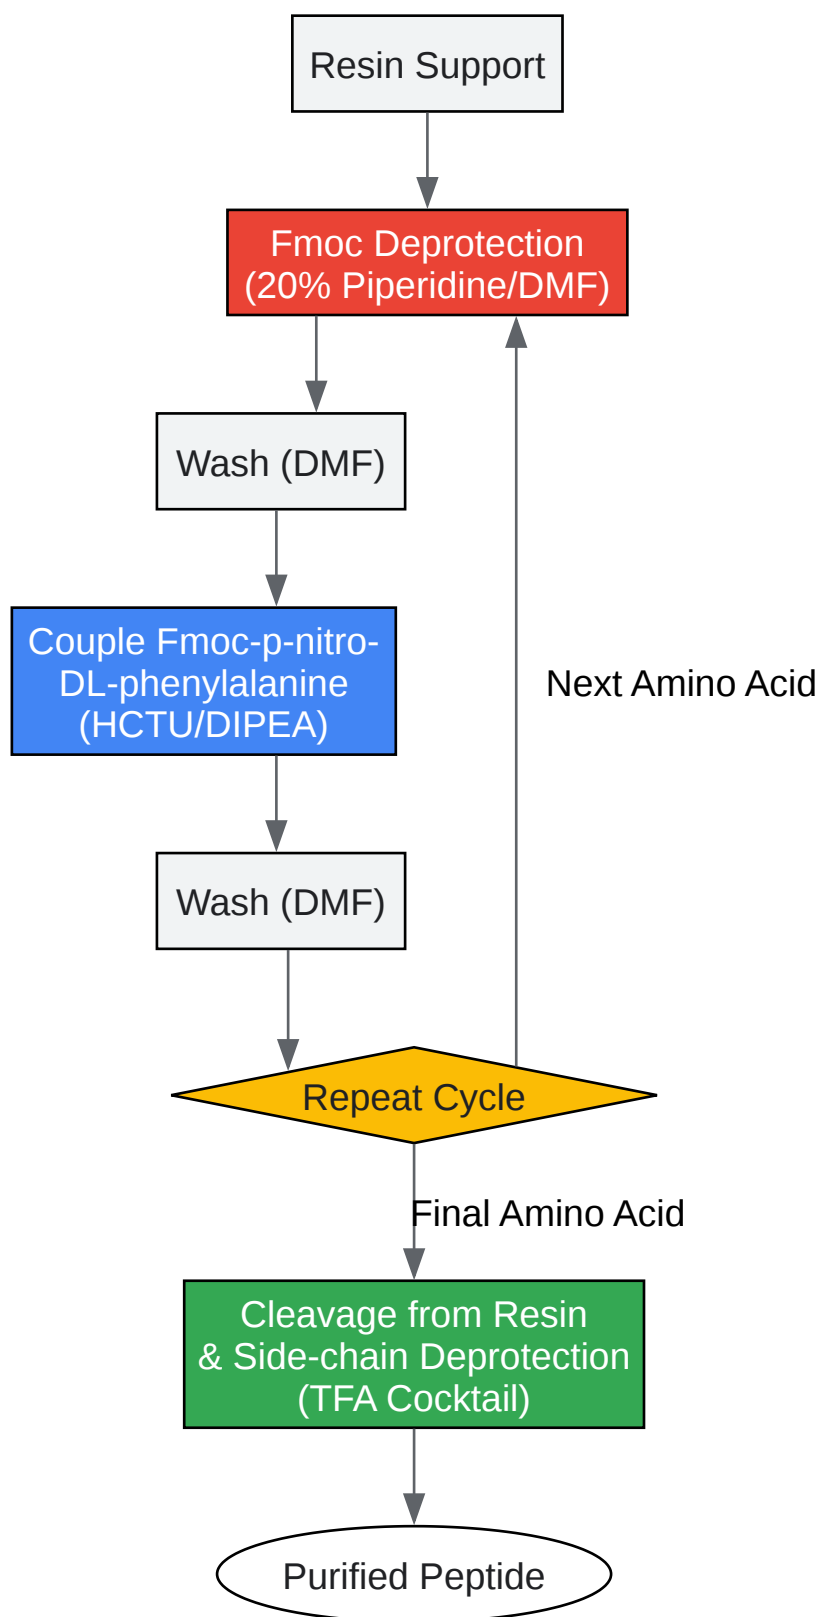 Resin Support
Fmoc Deprotection
(20% Piperidine/DMF)
Wash (DMF)
Couple Fmoc-p-nitro-
DL-phenylalanine
(HCTU/DIPEA)
Next Amino Acid
Wash (DMF)
Repeat Cycle
Final Amino Acid
Cleavage from Resin
& Side-chain Deprotection
(TFA Cocktail)
Purified Peptide